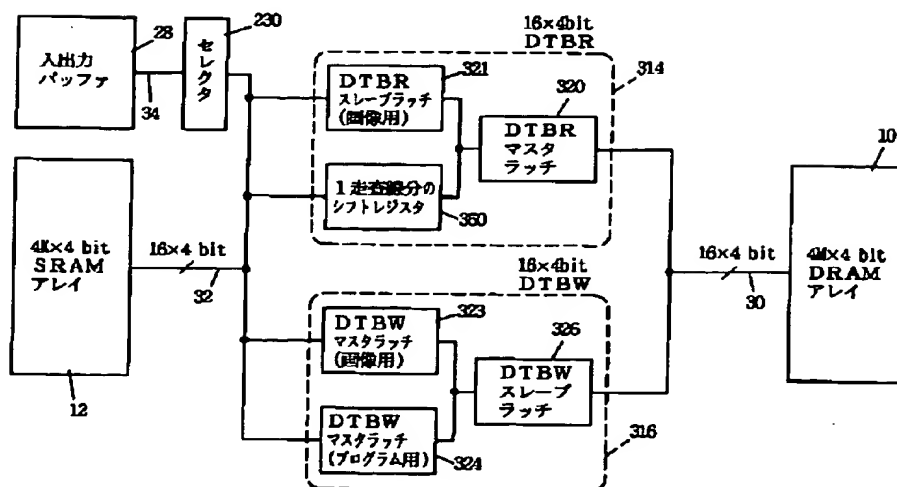 230
16×4bit
DTBR
28
セレクタ
321
314
入出力
バッファ
34
DTBR
スレーブラッチ
(画像用)
320
DTBR
マスタ
ラッチ
10
1走査線分の
シフトレジスタ
350
4K×4 bit
SRAM
アレイ
16×4 bit
32
16×4bit
DTBW
16×4 bit
30
4M×4 bit
DRAM
アレイ
323
DTBW
マスタラッチ
(画像用)
326
DTBW
スレーブ
ラッチ
12
DTBW
マスタラッチ
(プログラム用)
324
316